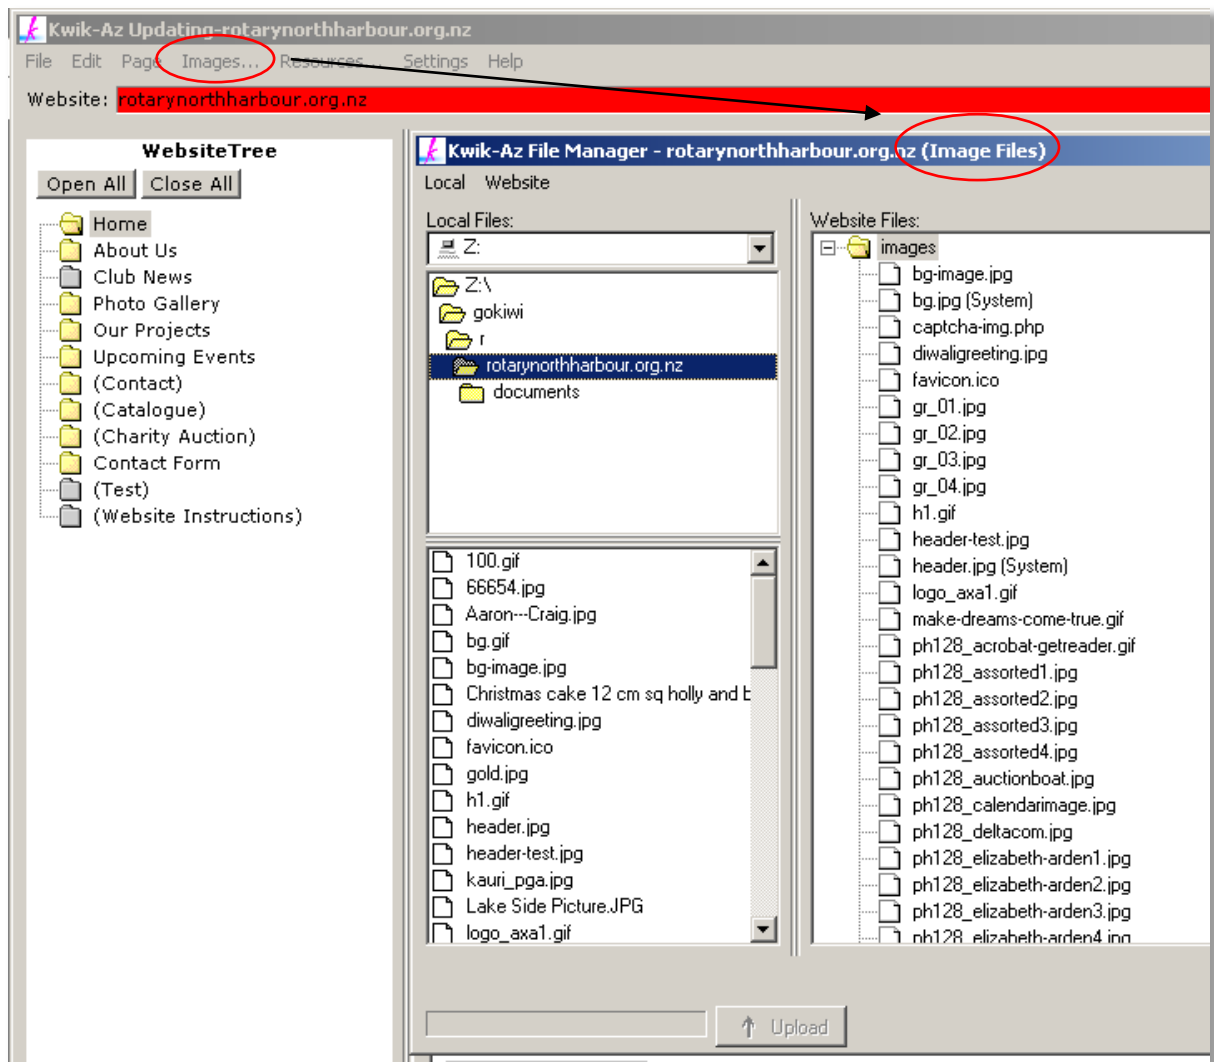 Kwik-Az Updating-rotarynorthharbour.org.nz
File Edit Page Images... Resources... Settings Help
Website: rotarynorthharbour.org.nz
WebsiteTree
Open All Close All
Home
About Us
Club News
Photo Gallery
Our Projects
Upcoming Events
(Contact)
(Catalogue)
(Charity Auction)
Contact Form
(Test)
(Website Instructions)
Kwik-Az File Manager - rotarynorthharbour.org.nz (Image Files)
Local Website
Local Files:
Z:
Z:\
gokiwi
r
rotarynorthharbour.org.nz
documents
100.gif
66654.jpg
Aaron---Craig.jpg
bg.gif
bg-image.jpg
Christmas cake 12 cm sq holly and b
diwaligreeting.jpg
favicon.ico
gold.jpg
h1.gif
header.jpg
header-test.jpg
kauri_pga.jpg
Lake Side Picture.JPG
logo_axa1.gif
Website Files:
images
bg-image.jpg
bg.jpg (System)
captcha-img.php
diwaligreeting.jpg
favicon.ico
gr_01.jpg
gr_02.jpg
gr_03.jpg
gr_04.jpg
h1.gif
header-test.jpg
header.jpg (System)
logo_axa1.gif
make-dreams-come-true.gif
ph128_acrobat-getreader.gif
ph128_assorted1.jpg
ph128_assorted2.jpg
ph128_assorted3.jpg
ph128_assorted4.jpg
ph128_auctionboat.jpg
ph128_calendarimage.jpg
ph128_deltacom.jpg
ph128_elizabeth-arden1.jpg
ph128_elizabeth-arden2.jpg
ph128_elizabeth-arden3.jpg
ph128_elizabeth-arden4.jpg
Upload